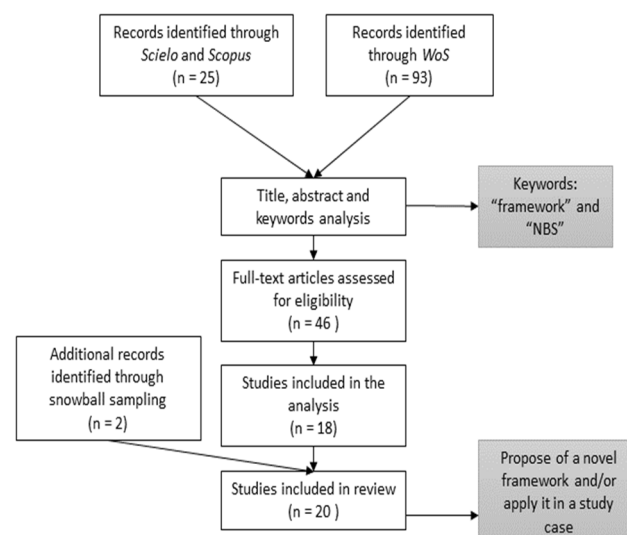 Records identified through
Scielo and Scopus
(n = 25)
Records identified
through WoS
(n = 93)
Title, abstract and
keywords analysis
Keywords:
“framework” and
“NBS”
Full-text articles assessed
for eligibility
(n = 46 )
Additional records
identified through
snowball sampling
(n = 2)
Studies included in the
analysis
(n = 18)
Studies included in review
(n = 20 )
Propose of a novel
framework and/or
apply it in a study
case